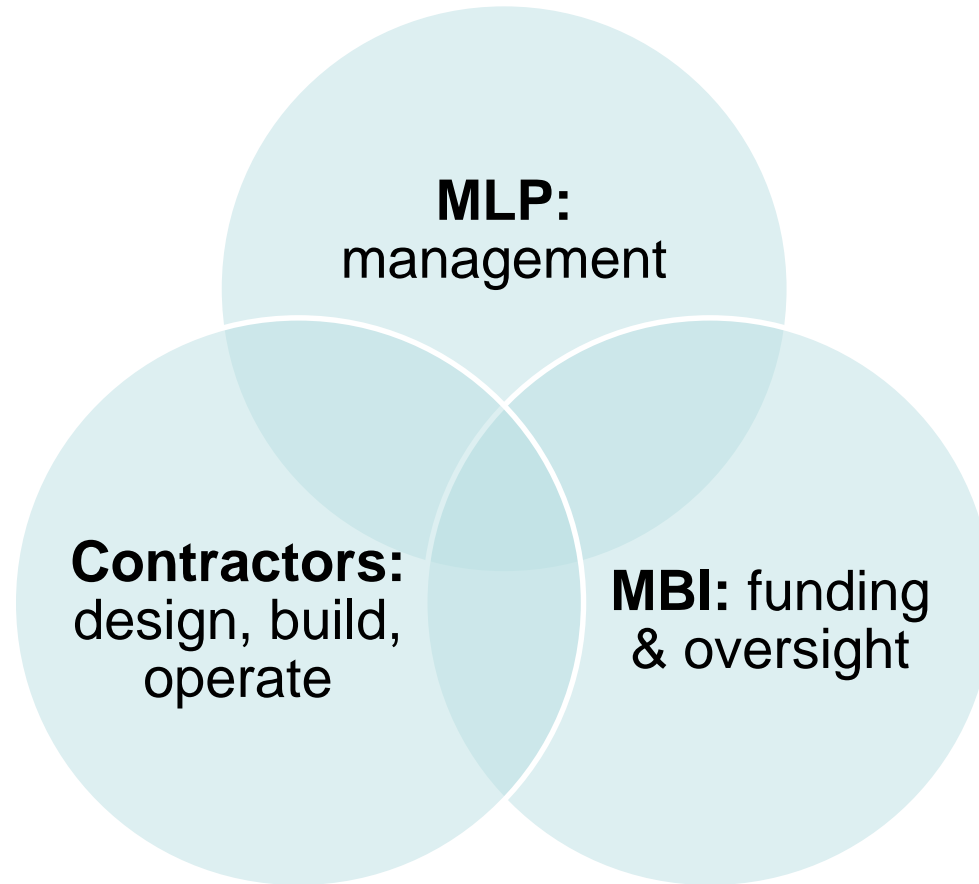 MLP:
management
Contractors:
design, build,
operate
MBI: funding
& oversight